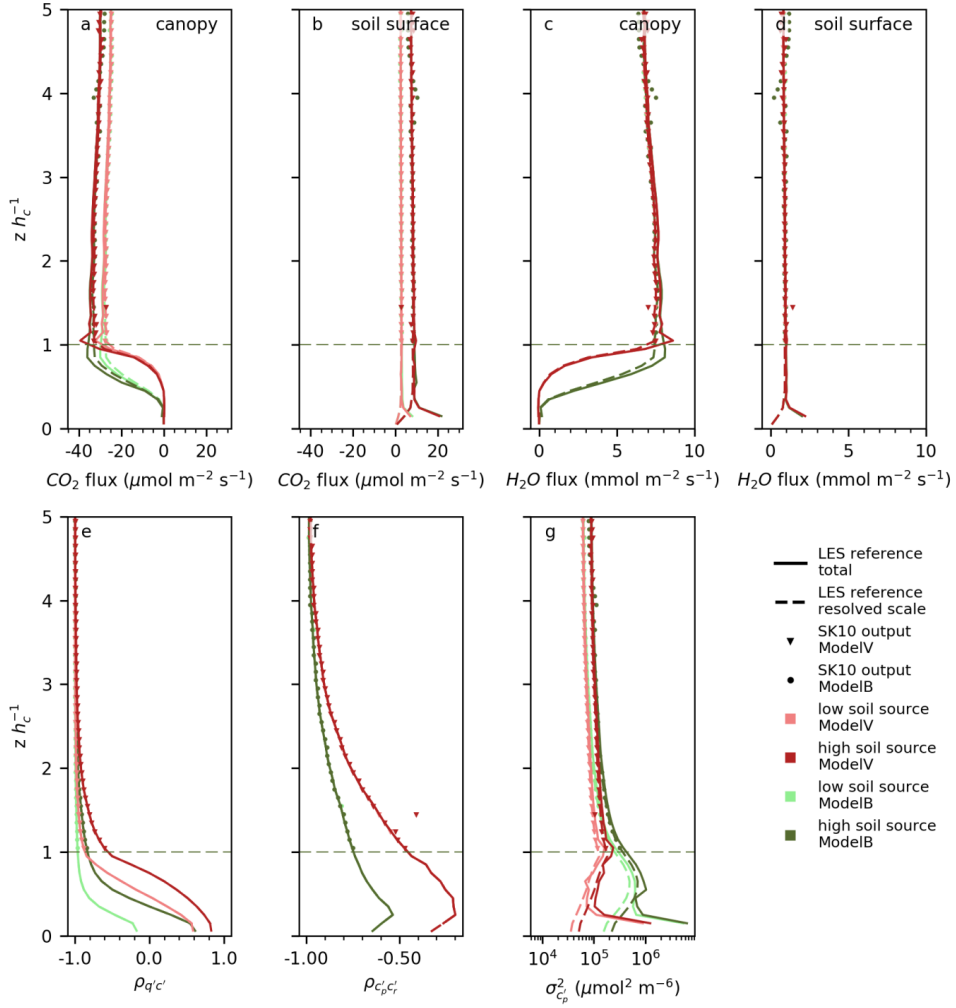 a canopy
b soil surface
c canopy
d soil surface
5
4
3
2
1
0
z h_c^{-1}
−40 −20 0 20
−40 −20 0 20
0 5 10
0 5 10
CO_2 flux (μmol m^{−2} s^{−1})
CO_2 flux (μmol m^{−2} s^{−1})
H_2O flux (mmol m^{−2} s^{−1})
H_2O flux (mmol m^{−2} s^{−1})
e
f
g
5
4
3
2
1
0
z h_c^{-1}
-1.0 0.0 1.0
-1.00 -0.50
10^4 10^5 10^6
ρ_{q′c′}
ρ_{c′_p c′_r}
σ^2_{c′_p} (μmol^2 m^{−6})
LES reference
total
LES reference
resolved scale
SK10 output
ModelV
SK10 output
ModelB
low soil source
ModelV
high soil source
ModelV
low soil source
ModelB
high soil source
ModelB